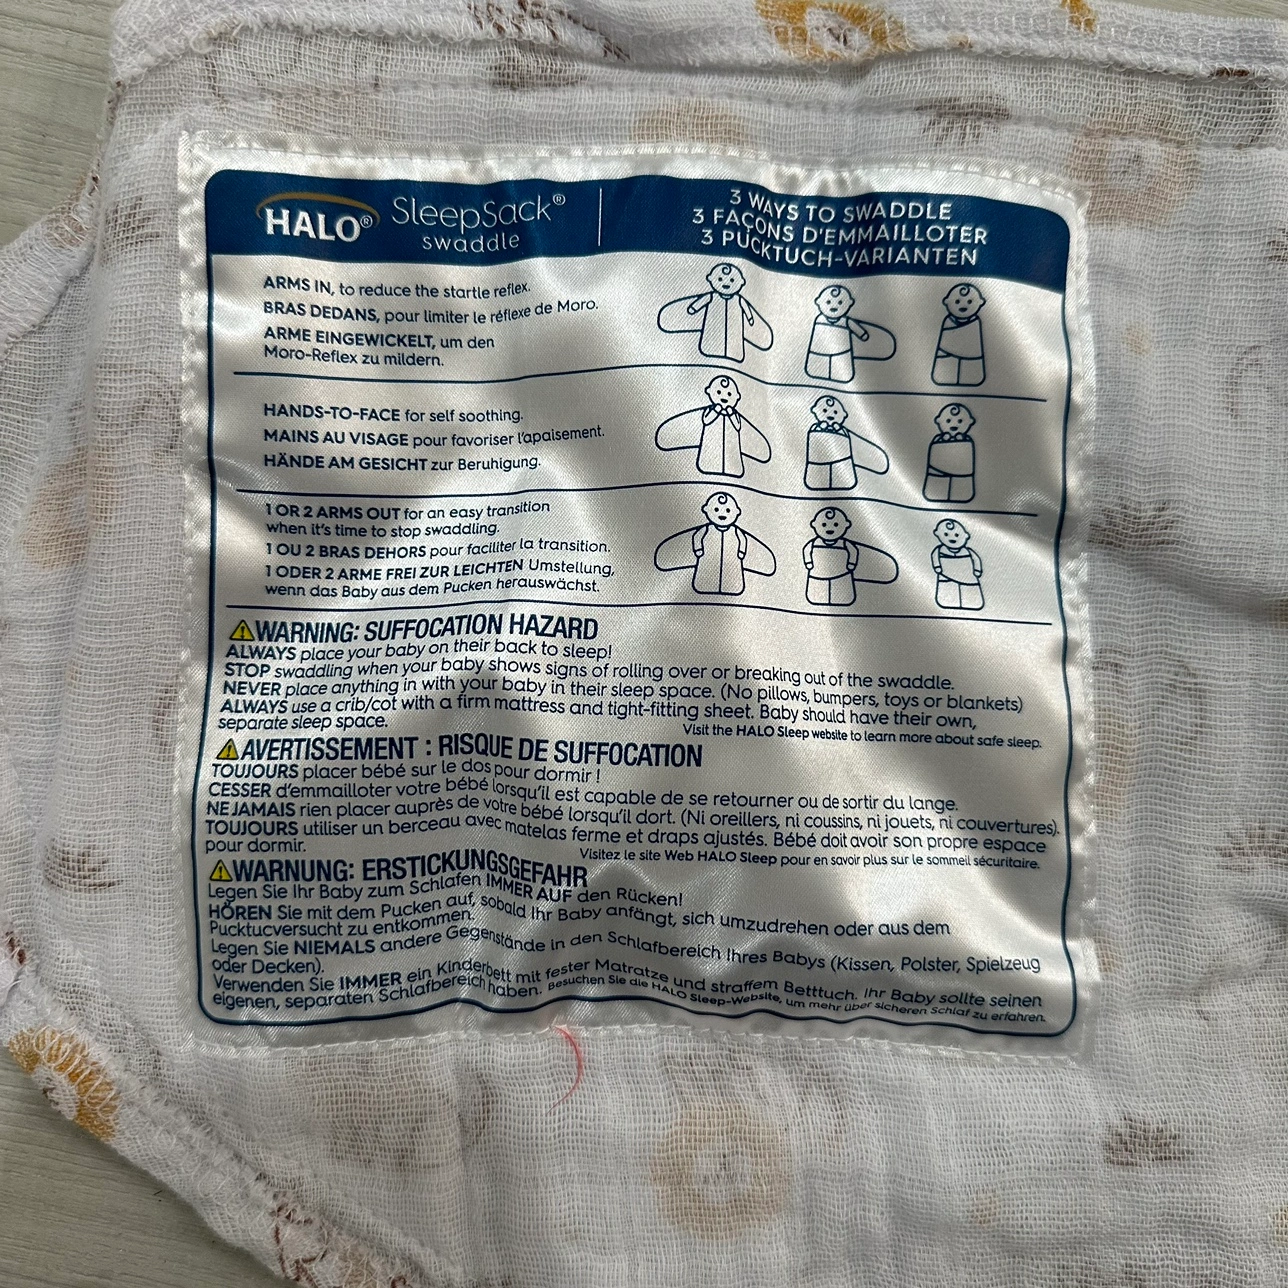 HALO® SleepSack® swaddle
3 WAYS TO SWADDLE
3 FAÇONS D'EMMAILLOTER
3 PUCKTUCH-VARIANTEN
ARMS IN, to reduce the startle reflex.
BRAS DEDANS, pour limiter le réflexe de Moro.
ARME EINGEWICKELT, um den
Moro-Reflex zu mildern.
HANDS-TO-FACE for self soothing.
MAINS AU VISAGE pour favoriser l'apaisement.
HÄNDE AM GESICHT zur Beruhigung.
1 OR 2 ARMS OUT for an easy transition
when it's time to stop swaddling.
1 OU 2 BRAS DEHORS pour faciliter la transition.
1 ODER 2 ARME FREI ZUR LEICHTEN Umstellung,
wenn das Baby aus dem Pucken herauswächst.
WARNING: SUFFOCATION HAZARD
ALWAYS place your baby on their back to sleep!
STOP swaddling when your baby shows signs of rolling over or breaking out of the swaddle.
NEVER place anything in with your baby in their sleep space. (No pillows, bumpers, toys or blankets)
ALWAYS use a crib/cot with a firm mattress and tight-fitting sheet. Baby should have their own,
separate sleep space.
Visit the HALO Sleep website to learn more about safe sleep.
AVERTISSEMENT : RISQUE DE SUFFOCATION
TOUJOURS placer bébé sur le dos pour dormir !
CESSER d'emmailloter votre bébé lorsqu'il est capable de se retourner ou de sortir du lange.
NE JAMAIS rien placer auprès de votre bébé lorsqu'il dort. (Ni oreillers, ni coussins, ni jouets, ni couvertures).
TOUJOURS utiliser un berceau avec matelas ferme et draps ajustés. Bébé doit avoir son propre espace
pour dormir.
Visitez le site Web HALO Sleep pour en savoir plus sur le sommeil sécuritaire.
WARNUNG: ERSTICKUNGSGEFAHR
Legen Sie Ihr Baby zum Schlafen IMMER AUF den Rücken!
HÖREN Sie mit dem Pucken auf, sobald Ihr Baby anfängt, sich umzudrehen oder aus dem
Pucktucversucht zu entkommen.
Legen Sie NIEMALS andere Gegenstände in den Schlafbereich Ihres Babys (Kissen, Polster, Spielzeug
oder Decken).
Verwenden Sie IMMER ein Kinderbett mit fester Matratze und straffem Betttuch. Ihr Baby sollte seinen
eigenen, separaten Schlafbereich haben.
Besuchen Sie die HALO Sleep-Website, um mehr über sicheren Schlaf zu erfahren.